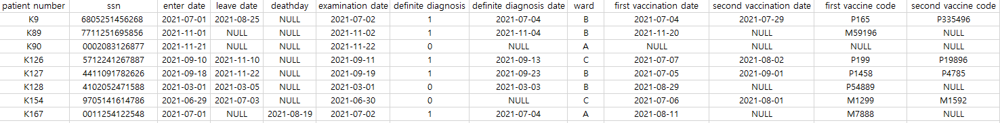 patient number ssn enter date leave date deathday examination date definite diagnosis definite diagnosis date ward first vaccination date second vaccination date first vaccine code second vaccine code
K9 6805251456268 2021-07-01 2021-08-25 NULL 2021-07-02 1 2021-07-04 B 2021-07-04 2021-07-29 P165 P335496
K89 7711251695856 2021-11-01 NULL NULL 2021-11-02 1 2021-11-04 B 2021-11-20 NULL M59196 NULL
K90 0002083126877 2021-11-21 NULL NULL 2021-11-22 0 NULL A NULL NULL NULL NULL
K126 5712241267887 2021-09-10 2021-11-10 NULL 2021-09-11 1 2021-09-13 C 2021-07-07 2021-08-02 P199 P19896
K127 4411091782626 2021-09-18 2021-11-22 NULL 2021-09-19 1 2021-09-23 B 2021-07-05 2021-09-01 P1458 P4785
K128 4102052471588 2021-03-01 2021-03-05 NULL 2021-03-01 0 2021-03-03 B 2021-08-29 NULL P54889 NULL
K154 9705141614786 2021-06-29 2021-07-03 NULL 2021-06-30 0 NULL C 2021-07-06 2021-08-01 M1299 M1592
K167 0011254122548 2021-07-01 NULL 2021-08-19 2021-07-02 1 2021-07-04 A 2021-08-11 NULL M7888 NULL